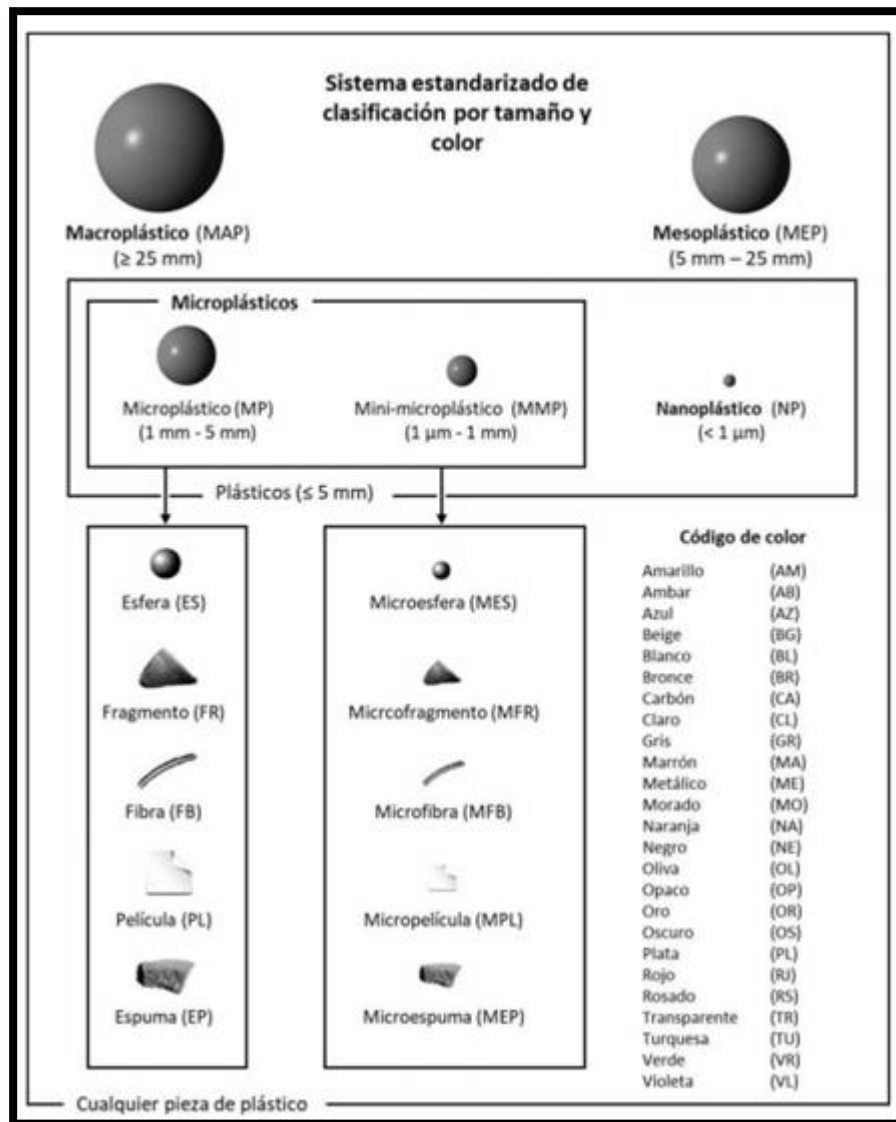 Sistema estandarizado de
clasificación por tamaño y
color
Macroplástico (MAP)
(≥ 25 mm)
Mesoplástico (MEP)
(5 mm – 25 mm)
Microplásticos
Microplástico (MP)
(1 mm - 5 mm)
Mini-microplástico (MMP)
(1 µm - 1 mm)
Nanoplástico (NP)
(< 1 µm)
Plásticos (≤ 5 mm)
Esfera (ES)
Fragmento (FR)
Fibra (FB)
Película (PL)
Espuma (EP)
Microesfera (MES)
Micrcofragmento (MFR)
Microfibra (MFB)
Micropelícula (MPL)
Microespuma (MEP)
Código de color
Amarillo (AM)
Ambar (AB)
Azul (AZ)
Beige (BG)
Blanco (BL)
Bronce (BR)
Carbón (CA)
Claro (CL)
Gris (GR)
Marrón (MA)
Metálico (ME)
Morado (MO)
Naranja (NA)
Negro (NE)
Oliva (OL)
Opaco (OP)
Oro (OR)
Oscuro (OS)
Plata (PL)
Rojo (RJ)
Rosado (RS)
Transparente (TR)
Turquesa (TU)
Verde (VR)
Violeta (VL)
Cualquier pieza de plástico